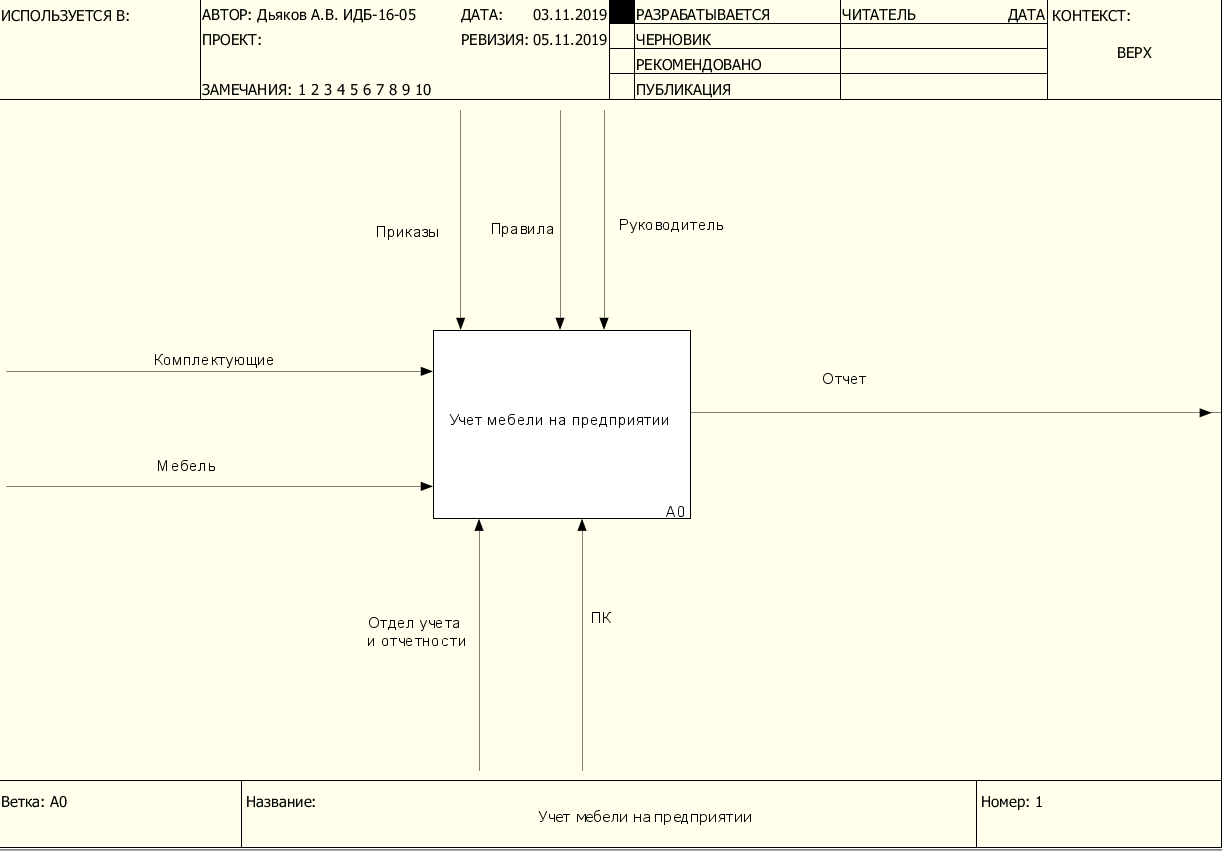 ИСПОЛЬЗУЕТСЯ В:
АВТОР: Дьяков А.В. ИДБ-16-05
ДАТА: 03.11.2019
ПРОЕКТ:
РЕВИЗИЯ: 05.11.2019
ЗАМЕЧАНИЯ: 1 2 3 4 5 6 7 8 9 10
РАЗРАБАТЫВАЕТСЯ
ЧЕРНОВИК
РЕКОМЕНДОВАНО
ПУБЛИКАЦИЯ
ЧИТАТЕЛЬ ДАТА
КОНТЕКСТ:
ВЕРХ
Приказы
Правила
Руководитель
Комплектующие
Мебель
Учет мебели на предприятии
A0
Отчет
Отдел учета
и отчетности
ПК
Ветка: A0
Название:
Учет мебели на предприятии
Номер: 1